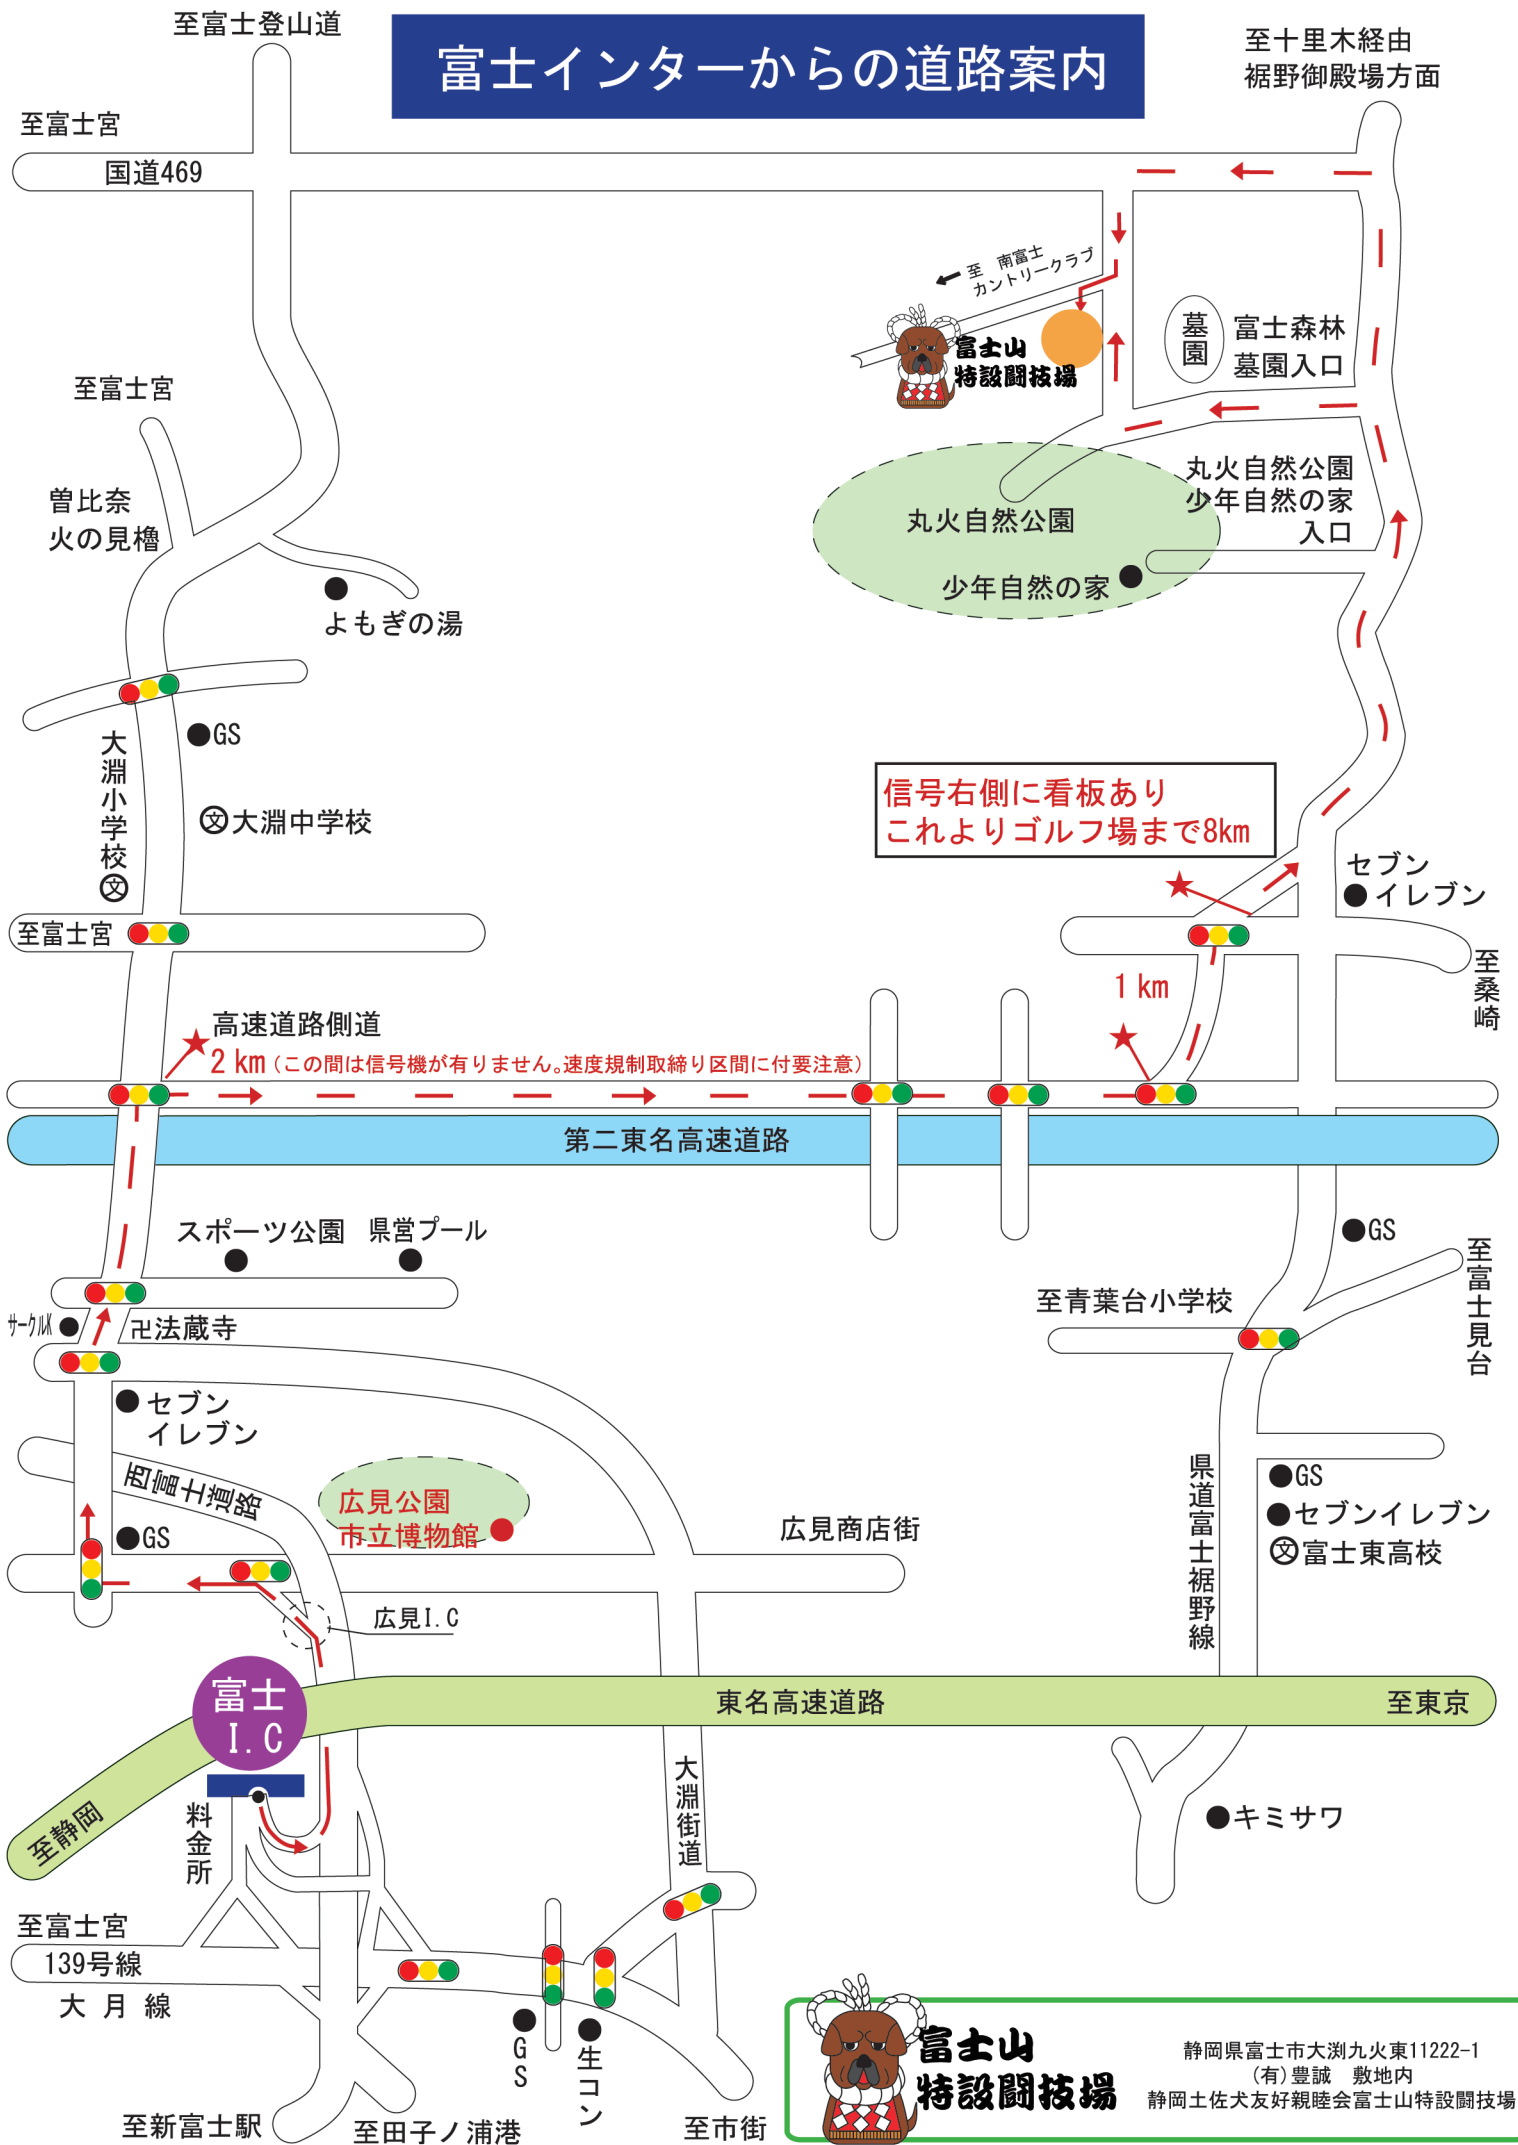 至富士登山道
富士インターからの道路案内
至十里木経由
裾野御殿場方面
至富士宮
国道469
至　南富士
カントリークラブ
富士山
特設闘技場
墓園
富士森林
墓園入口
至富士宮
曽比奈
火の見櫓
よもぎの湯
丸火自然公園
少年自然の家
入口
丸火自然公園
少年自然の家
GS
大淵小学校
文
文大淵中学校
信号右側に看板あり
これよりゴルフ場まで8km
セブン
イレブン
至富士宮
至桑崎
1km
高速道路側道
2km（この間は信号機が有りません。速度規制取締り区間に付要注意）
第二東名高速道路
スポーツ公園
県営プール
GS
至富士見台
至青葉台小学校
サークルK
卍法蔵寺
セブン
イレブン
西富士道路
広見公園
市立博物館
GS
広見商店街
県道富士裾野線
GS
セブンイレブン
文富士東高校
広見I.C
富士
I.C
東名高速道路
至東京
至静岡
料金所
大淵街道
キミサワ
至富士宮
139号線
大月線
GS
生コン
至新富士駅
至田子ノ浦港
至市街
富士山
特設闘技場
静岡県富士市大渕九火東11222-1
(有)豊誠　敷地内
静岡土佐犬友好親睦会富士山特設闘技場